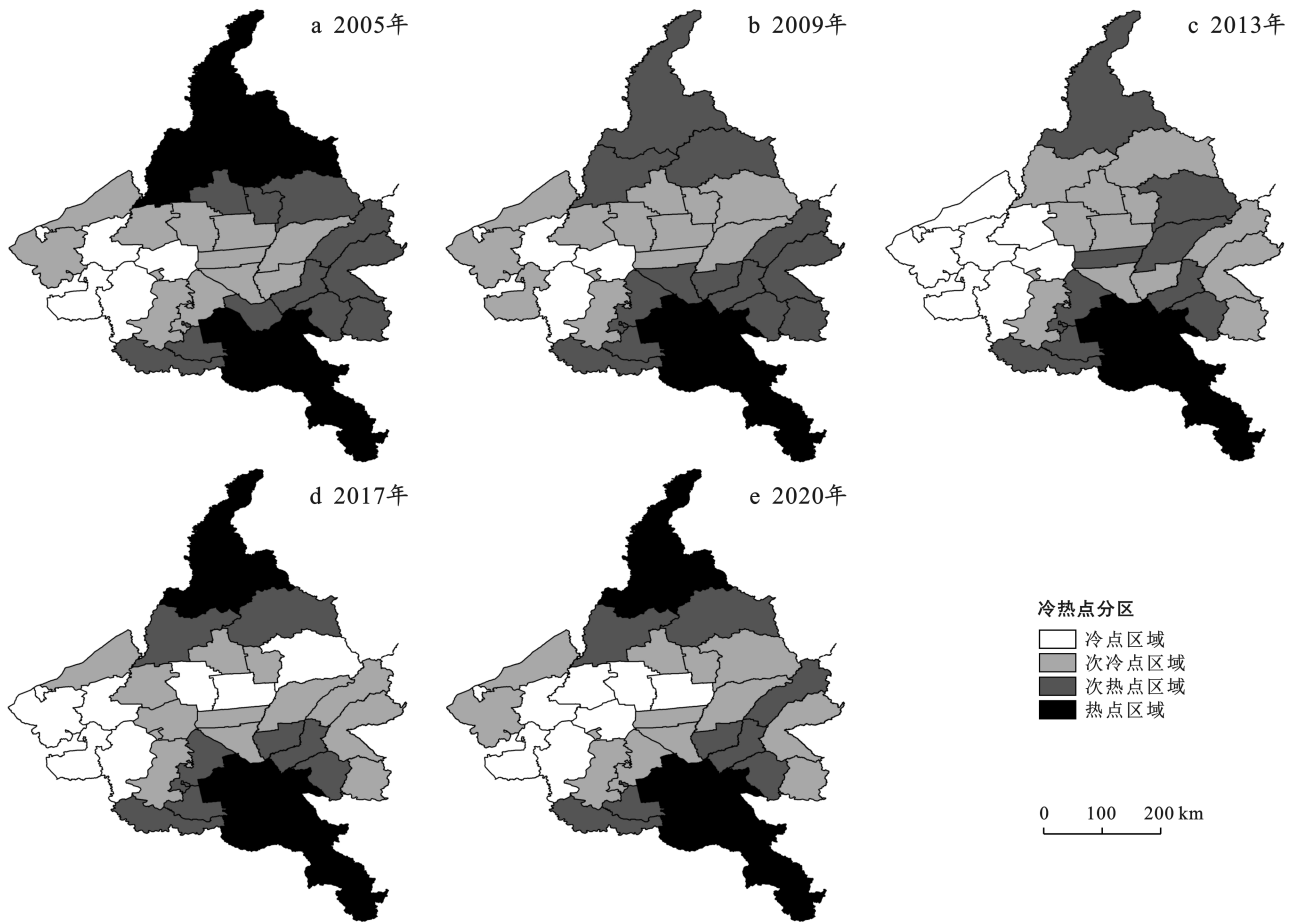 a 2005年
b 2009年
c 2013年
d 2017年
e 2020年
冷热点分区
冷点区域
次冷点区域
次热点区域
热点区域
0 100 200 km